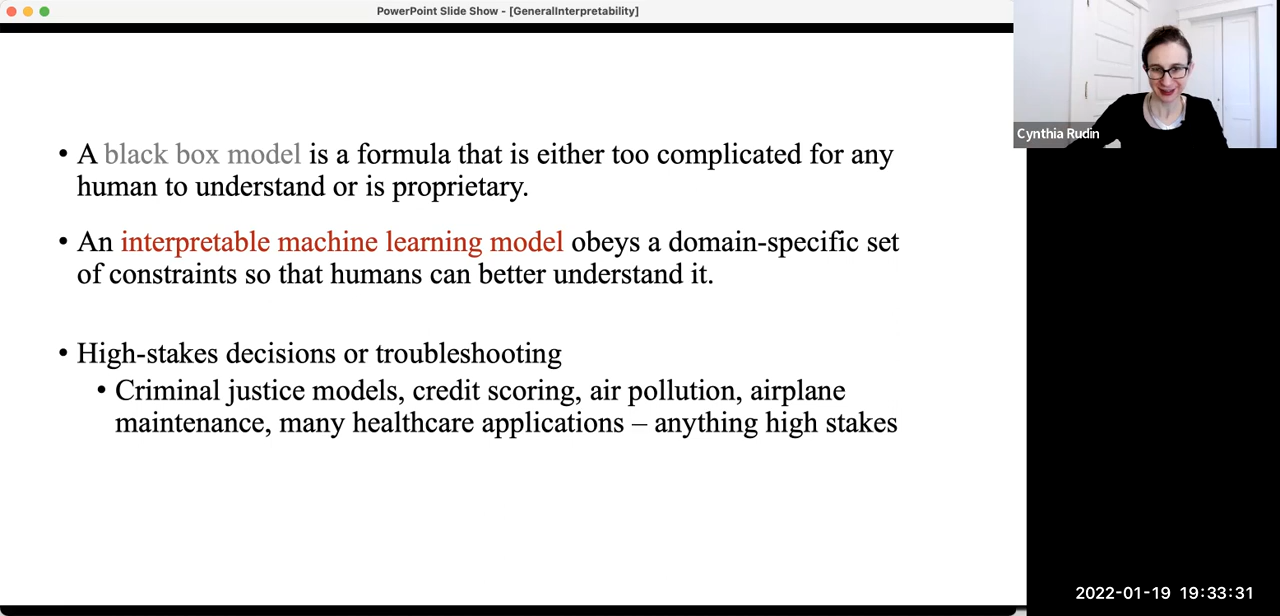 PowerPoint Slide Show - [GeneralInterpretability]
• A black box model is a formula that is either too complicated for any
human to understand or is proprietary.
• An interpretable machine learning model obeys a domain-specific set
of constraints so that humans can better understand it.
• High-stakes decisions or troubleshooting
• Criminal justice models, credit scoring, air pollution, airplane
maintenance, many healthcare applications – anything high stakes
Cynthia Rudin
2022-01-19 19:33:31